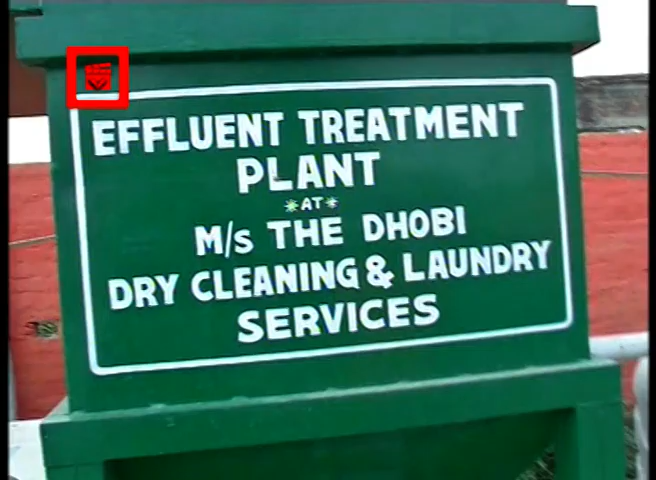 EFFLUENT TREATMENT
PLANT
AT
M/s THE DHOBI
DRY CLEANING & LAUNDRY
SERVICES